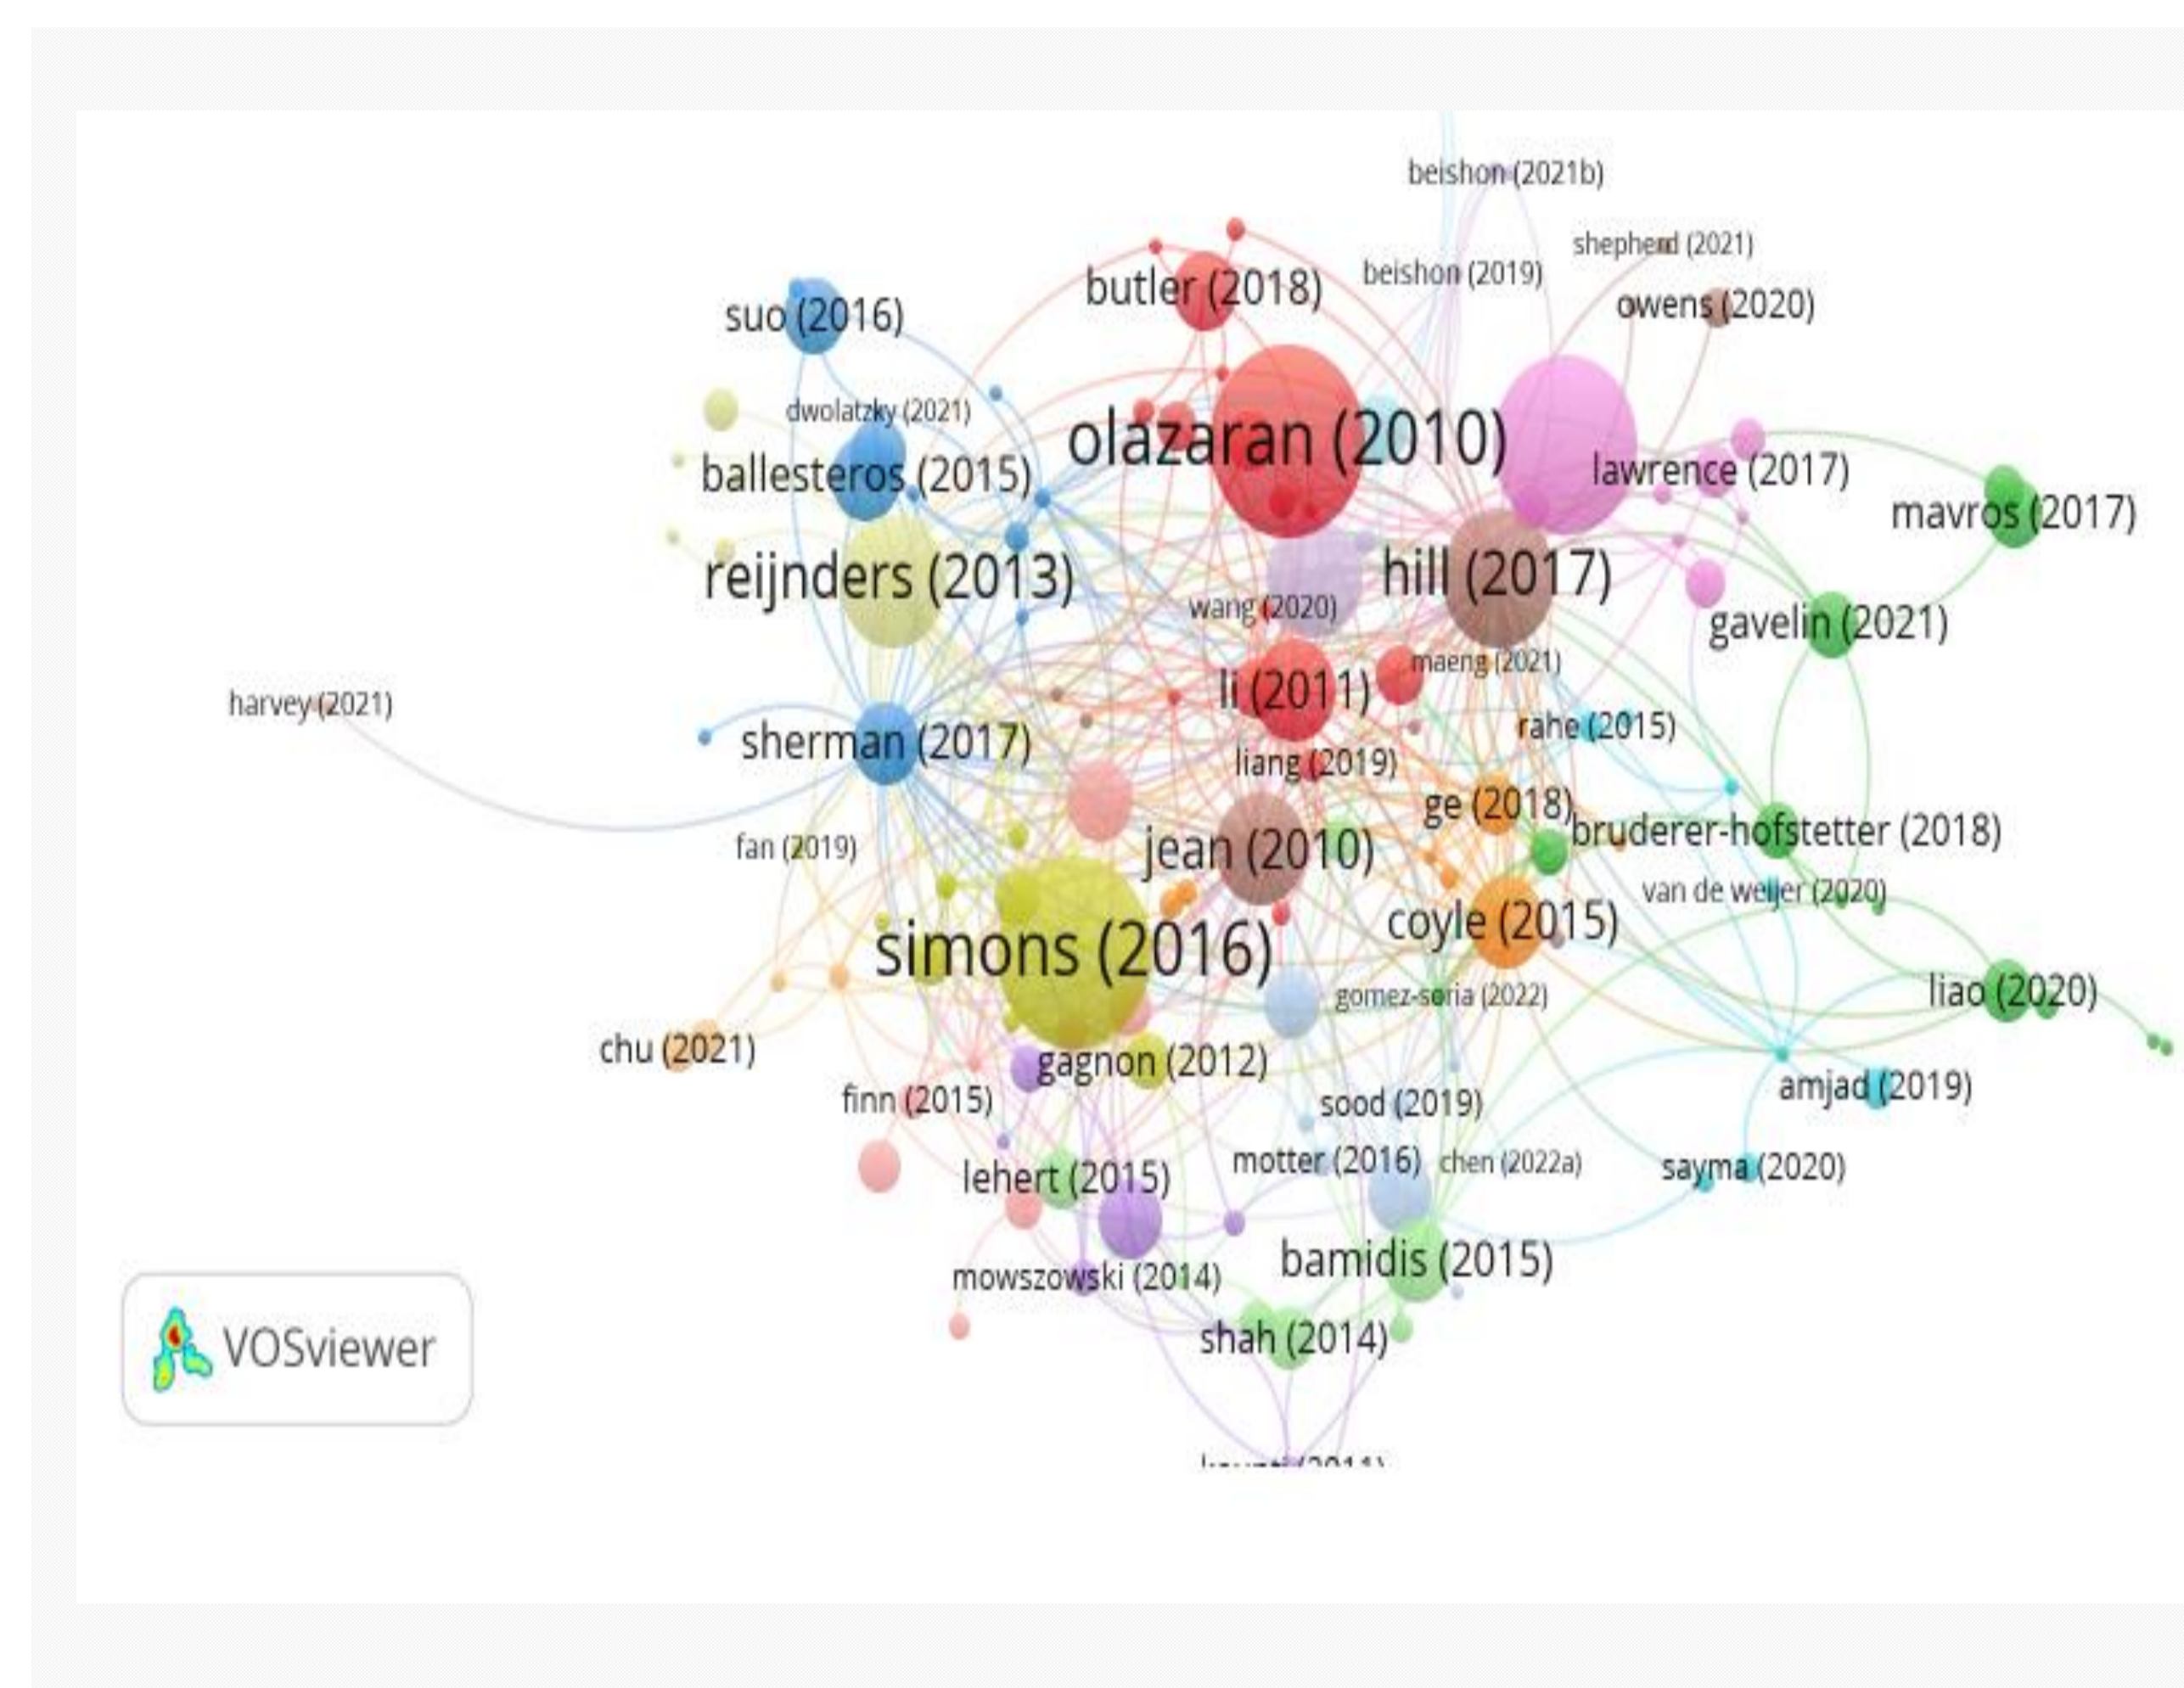 beishon (2021b)
shepherd (2021)
beishon (2019)
butler (2018)
owens (2020)
suo (2016)
dwolatzky (2021)
olazaran (2010)
ballesteros (2015)
lawrence (2017)
mavros (2017)
reijnders (2013)
hill (2017)
wang (2020)
gavelin (2021)
maeng (2021)
li (2011)
harvey (2021)
rahe (2015)
sherman (2017)
liang (2019)
ge (2018)
bruderer-hofstetter (2018)
fan (2019)
jean (2010)
van de weijer (2020)
coyle (2015)
simons (2016)
gomez-soria (2022)
liao (2020)
chu (2021)
gagnon (2012)
amjad (2019)
finn (2015)
sood (2019)
motter (2016)
chen (2022a)
sayma (2020)
lehert (2015)
bamidis (2015)
mowszowski (2014)
shah (2014)
VOSviewer